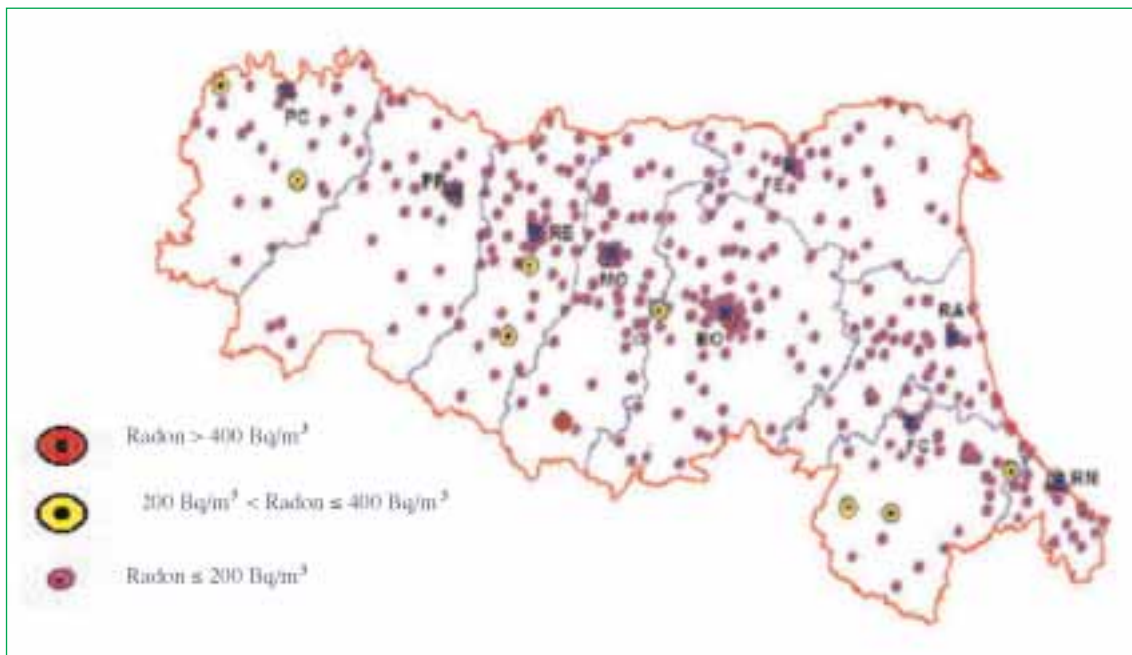 PC
PR
RE
MO
BO
FE
RA
FC
RN
Radon > 400 Bq/m³
200 Bq/m³ < Radon ≤ 400 Bq/m³
Radon ≤ 200 Bq/m³